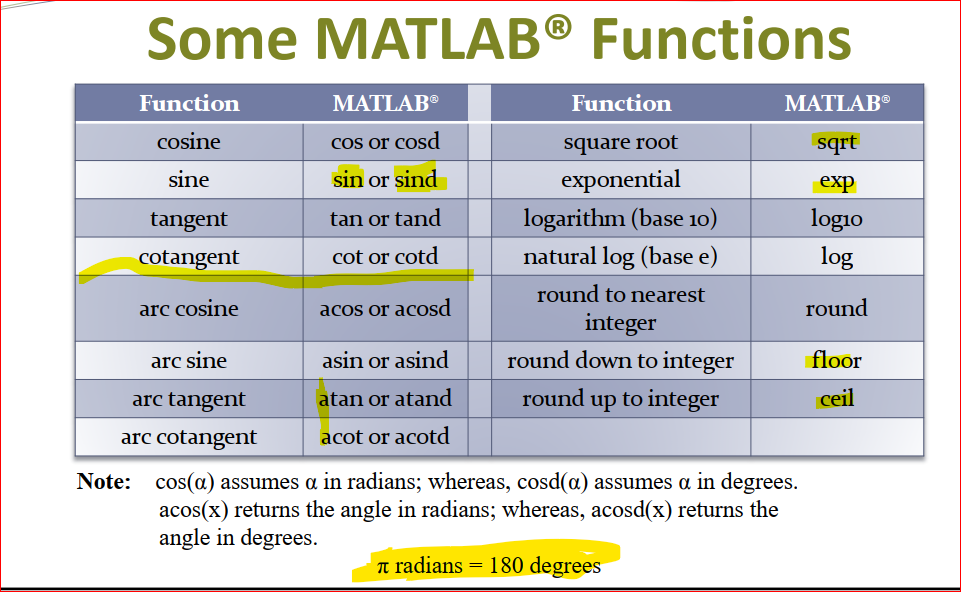 Some MATLAB® Functions
Function MATLAB® Function MATLAB®
cosine cos or cosd square root sqrt
sine sin or sind exponential exp
tangent tan or tand logarithm (base 10) log10
cotangent cot or cotd natural log (base e) log
arc cosine acos or acosd round to nearest integer round
arc sine asin or asind round down to integer floor
arc tangent atan or atand round up to integer ceil
arc cotangent acot or acotd
Note: cos(α) assumes α in radians; whereas, cosd(α) assumes α in degrees.
acos(x) returns the angle in radians; whereas, acosd(x) returns the
angle in degrees.
π radians = 180 degrees